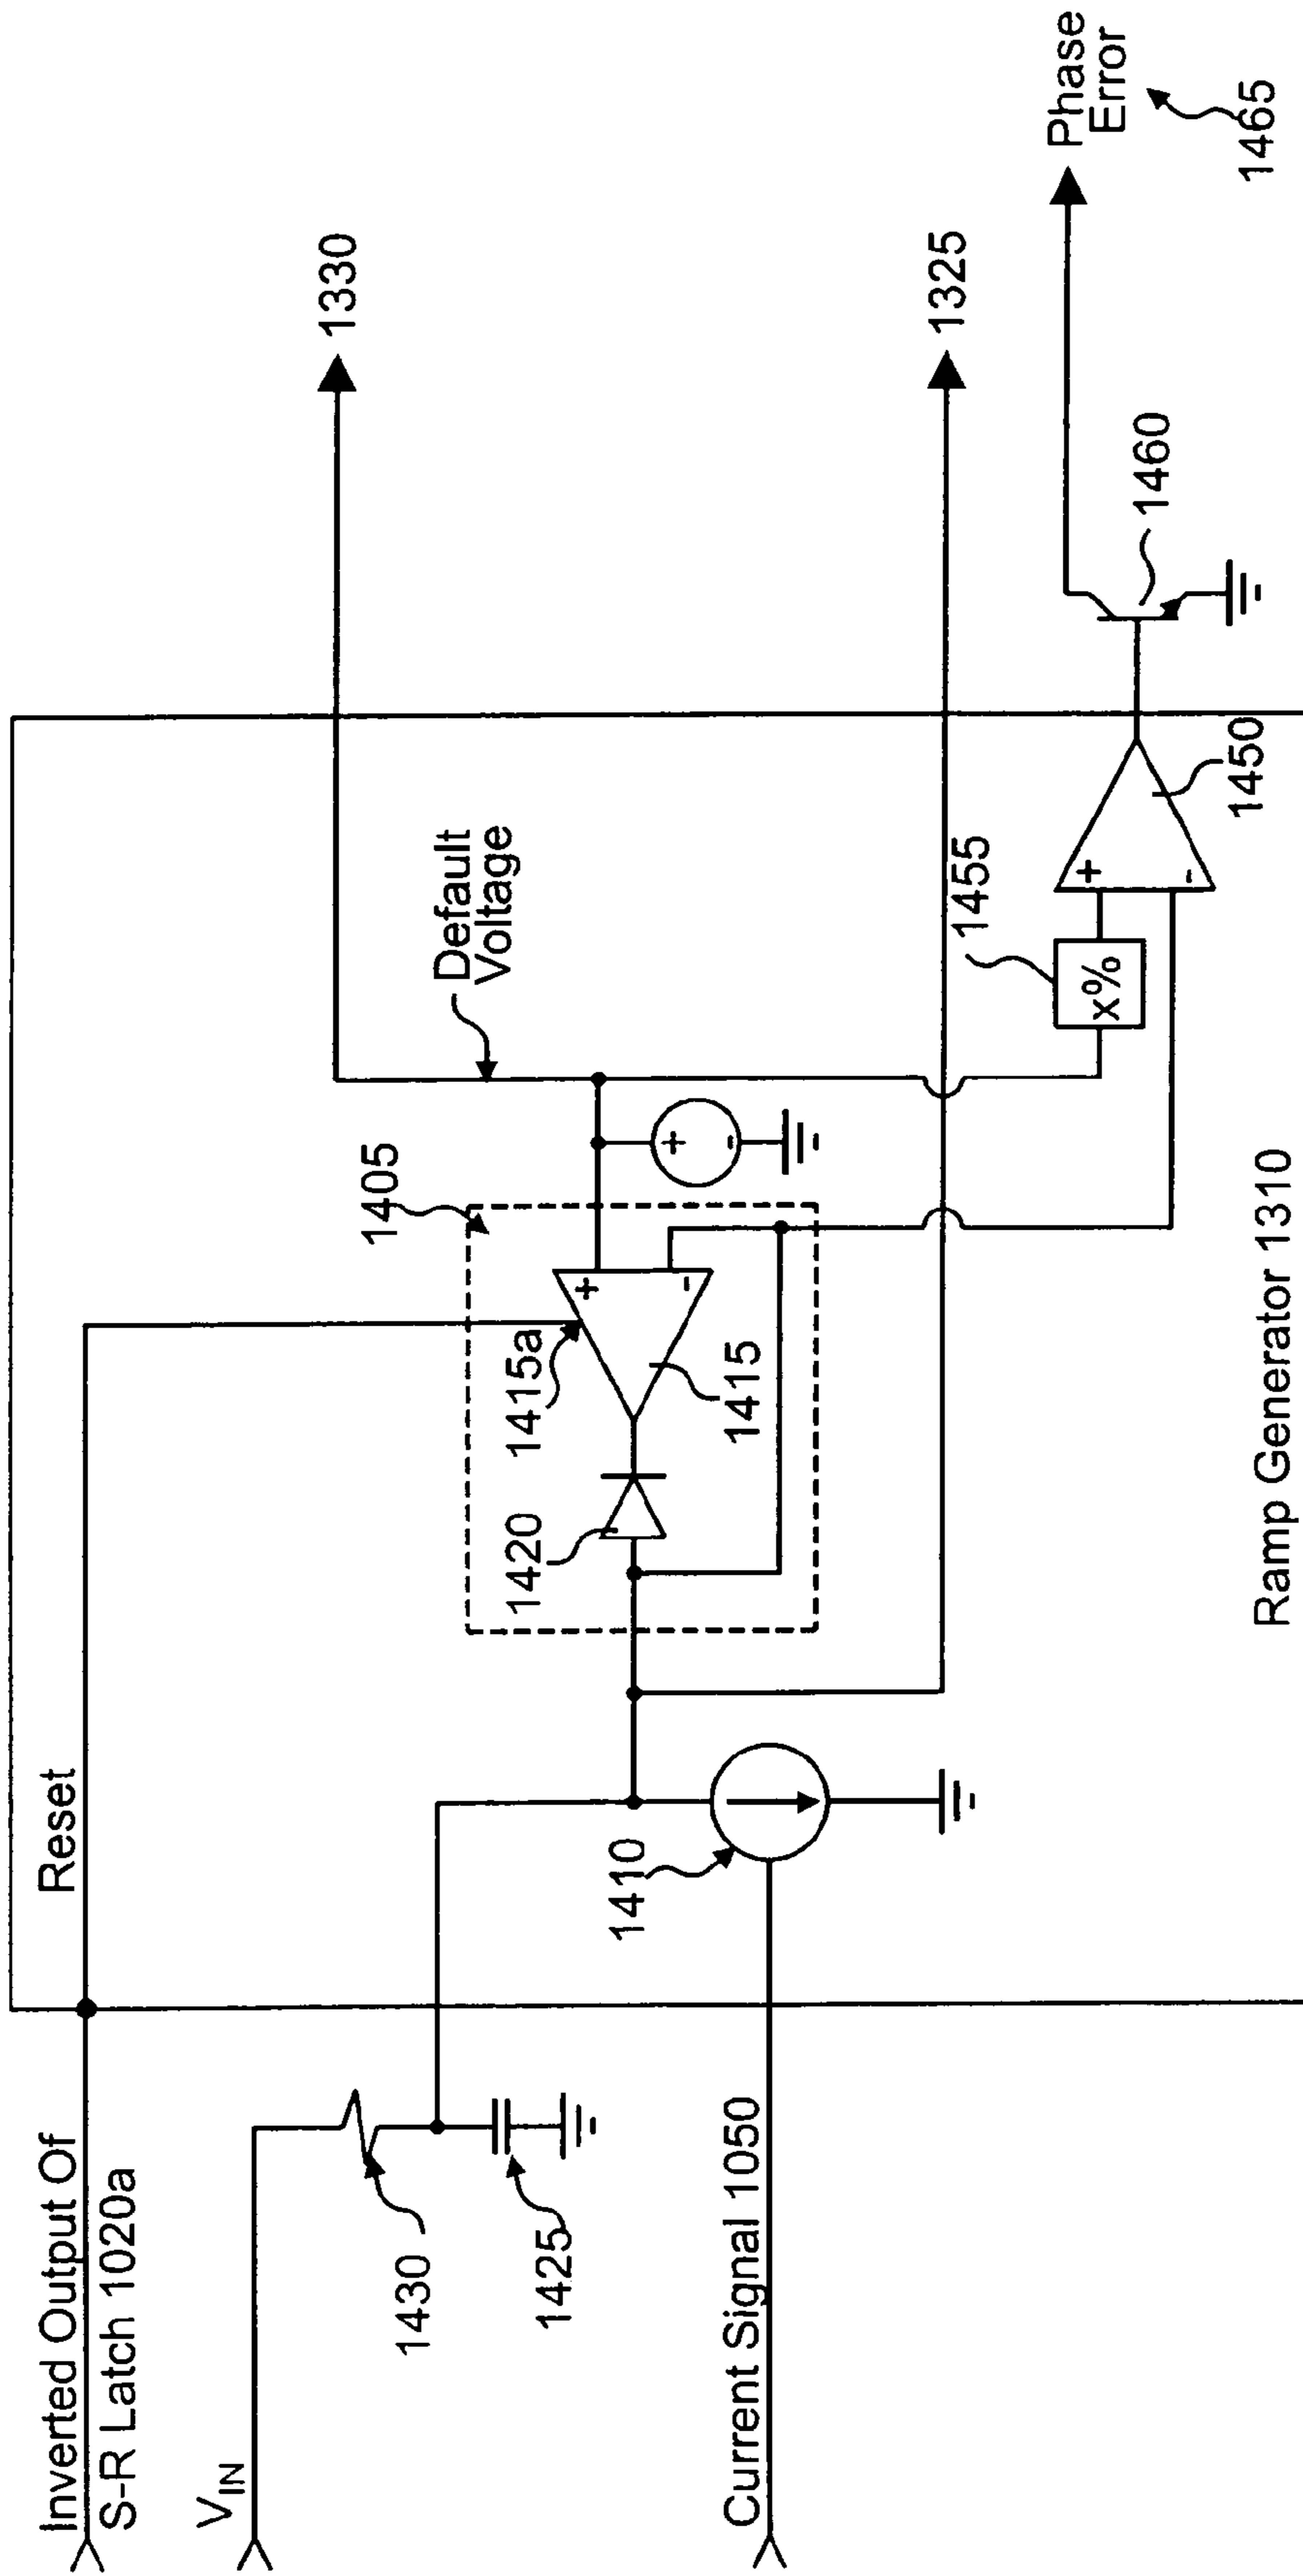 Inverted Output Of
S-R Latch 1020a
Reset
V_IN
1430
1425
Current Signal 1050
1410
1405
1420
1415a
1415
+
-
+
-
Default
Voltage
1330
1325
1455
x%
+
-
1450
1460
Phase
Error
1465
Ramp Generator 1310